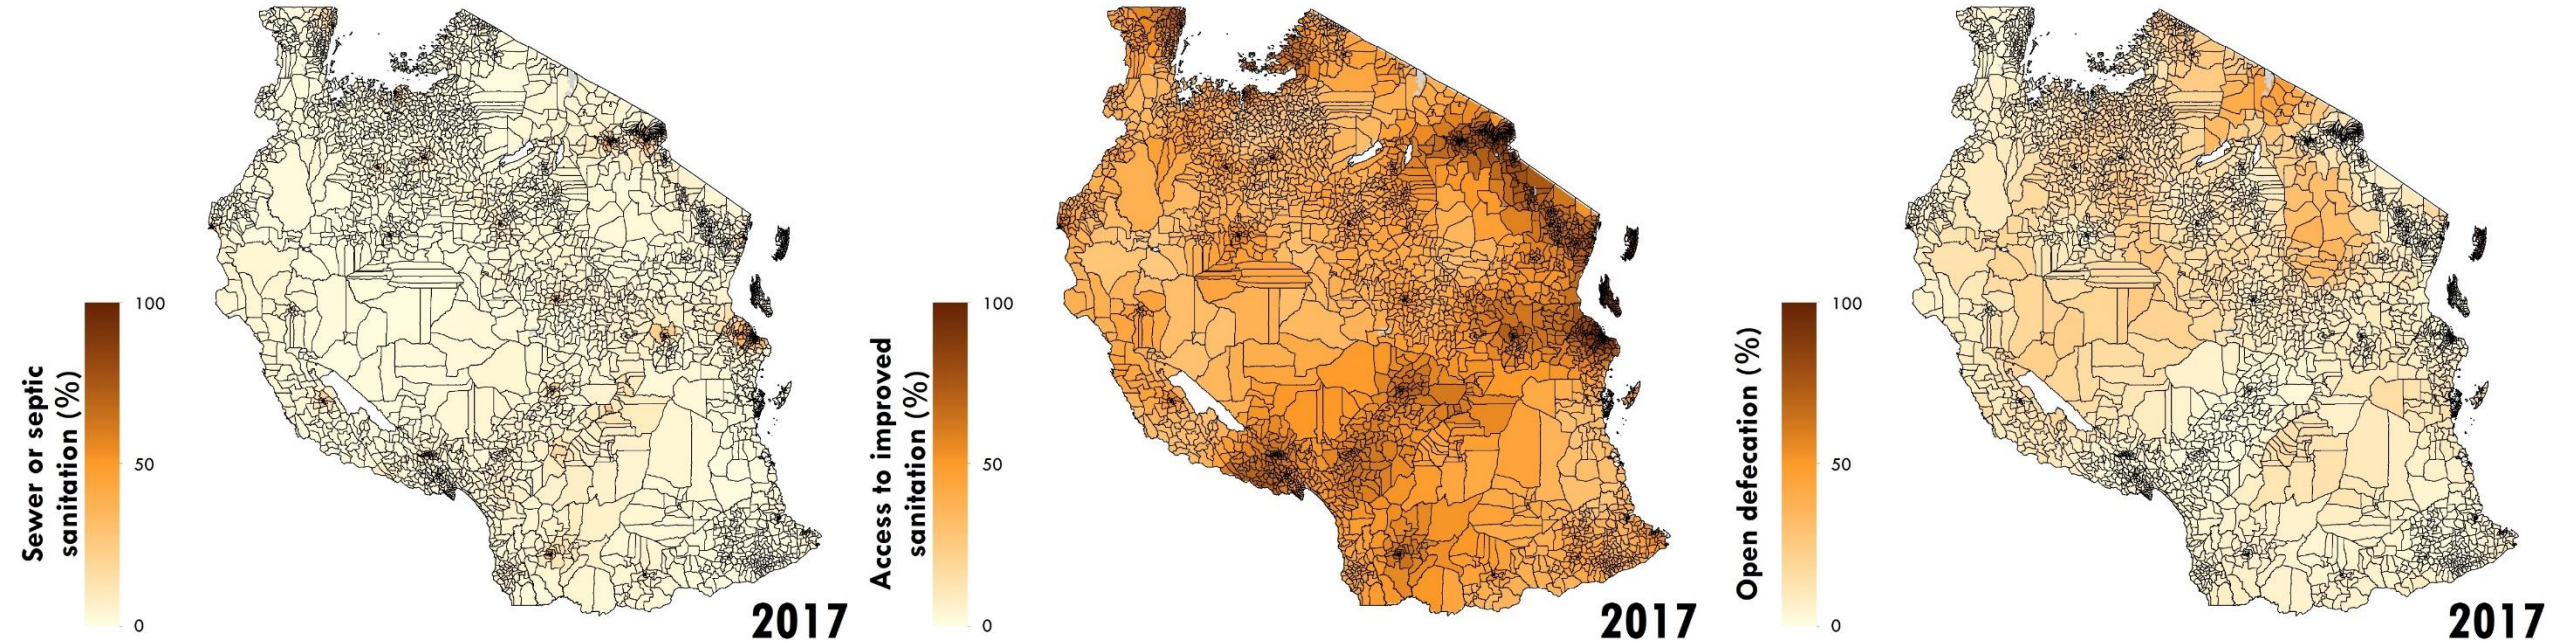 Sewer or septic
sanitation (%)
100
50
0
2017
Access to improved
sanitation (%)
100
50
0
2017
Open defecation (%)
100
50
0
2017